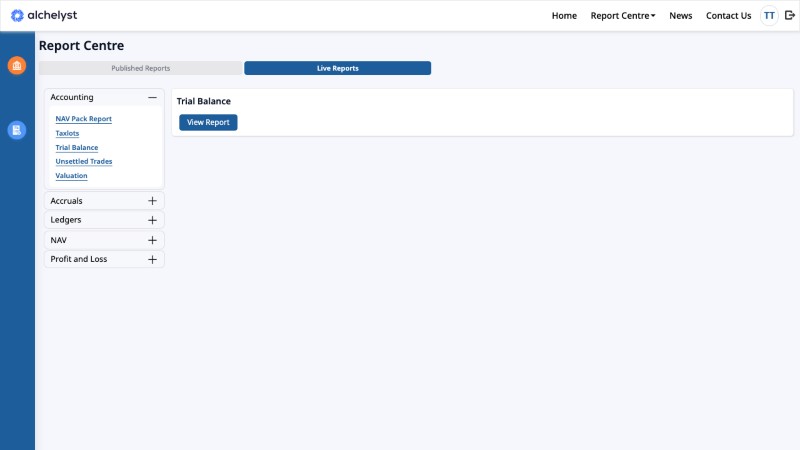 alchelyst
Home Report Centre News Contact Us TT
Report Centre
Published Reports Live Reports
Accounting
NAV Pack Report
Taxlots
Trial Balance
Unsettled Trades
Valuation
Accruals
Ledgers
NAV
Profit and Loss
Trial Balance
View Report